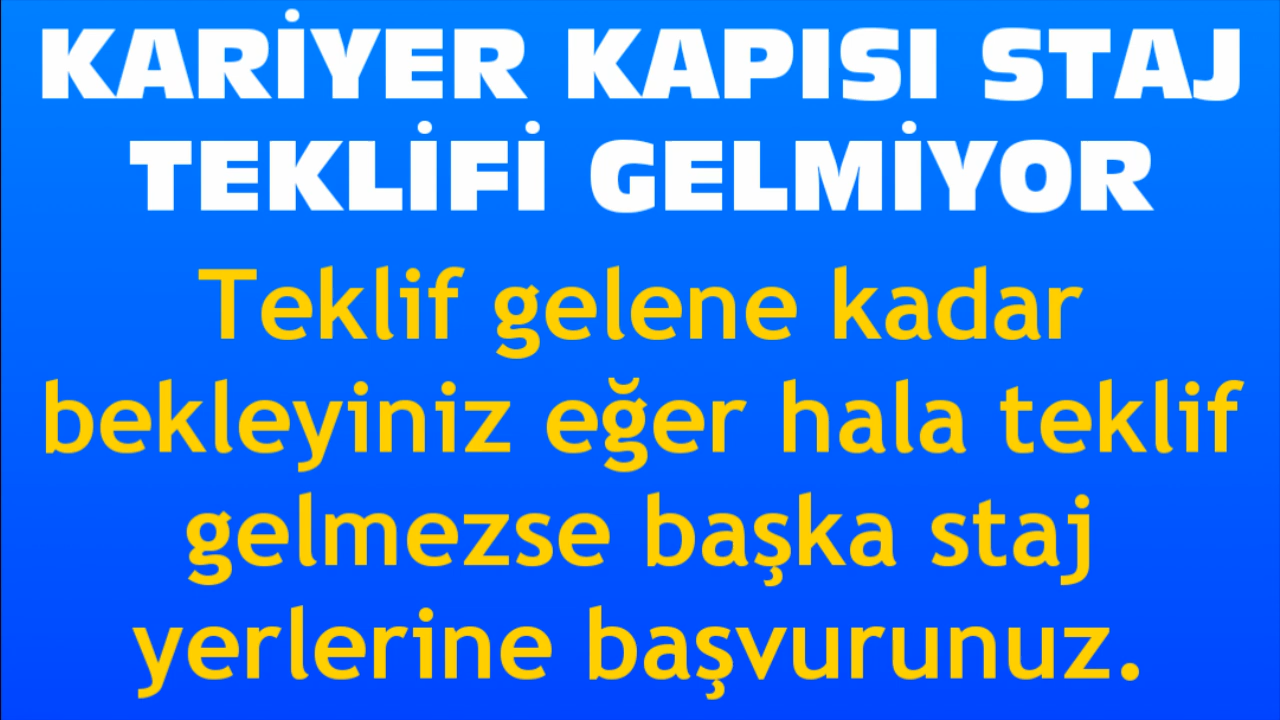 KARİYER KAPISI STAJ
TEKLİFİ GELMİYOR
Teklif gelene kadar
bekleyiniz eğer hala teklif
gelmezse başka staj
yerlerine başvurunuz.